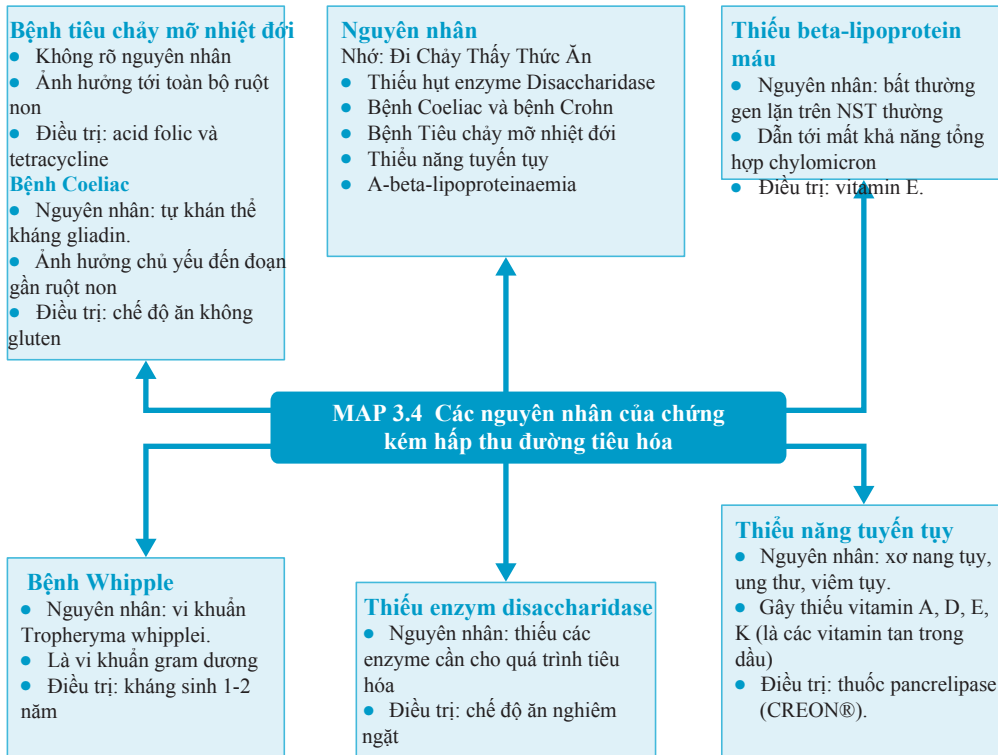 Bệnh tiêu chảy mỡ nhiệt đới
● Không rõ nguyên nhân
● Ảnh hưởng tới toàn bộ ruột
non
● Điều trị: acid folic và
tetracycline
Bệnh Coeliac
● Nguyên nhân: tự khán thể
kháng gliadin.
● Ảnh hưởng chủ yếu đến đoạn
gần ruột non
● Điều trị: chế độ ăn không
gluten
Nguyên nhân
Nhớ: Đi Chảy Thấy Thức Ăn
● Thiếu hụt enzyme Disaccharidase
● Bệnh Coeliac và bệnh Crohn
● Bệnh Tiêu chảy mỡ nhiệt đới
● Thiểu năng tuyến tụy
● A-beta-lipoproteinaemia
Thiếu beta-lipoprotein
máu
● Nguyên nhân: bất thường
gen lặn trên NST thường
● Dẫn tới mất khả năng tổng
hợp chylomicron
● Điều trị: vitamin E.
MAP 3.4 Các nguyên nhân của chứng
kém hấp thu đường tiêu hóa
Bệnh Whipple
● Nguyên nhân: vi khuẩn
Tropheryma whipplei.
● Là vi khuẩn gram dương
● Điều trị: kháng sinh 1-2
năm
Thiếu enzym disaccharidase
● Nguyên nhân: thiếu các
enzyme cần cho quá trình tiêu
hóa
● Điều trị: chế độ ăn nghiêm
ngặt
Thiểu năng tuyến tụy
● Nguyên nhân: xơ nang tụy,
ung thư, viêm tụy.
● Gây thiếu vitamin A, D, E,
K (là các vitamin tan trong
dầu)
● Điều trị: thuốc pancrelipase
(CREON®).